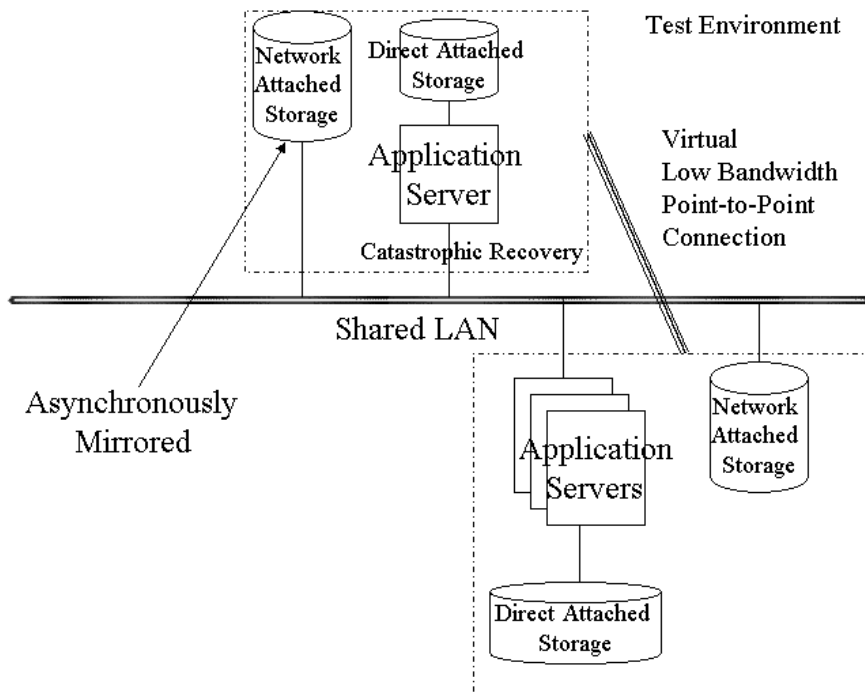 Test Environment
Network
Attached
Storage
Direct Attached
Storage
Application
Server
Catastrophic Recovery
Virtual
Low Bandwidth
Point-to-Point
Connection
Shared LAN
Asynchronously
Mirrored
Application
Servers
Network
Attached
Storage
Direct Attached
Storage